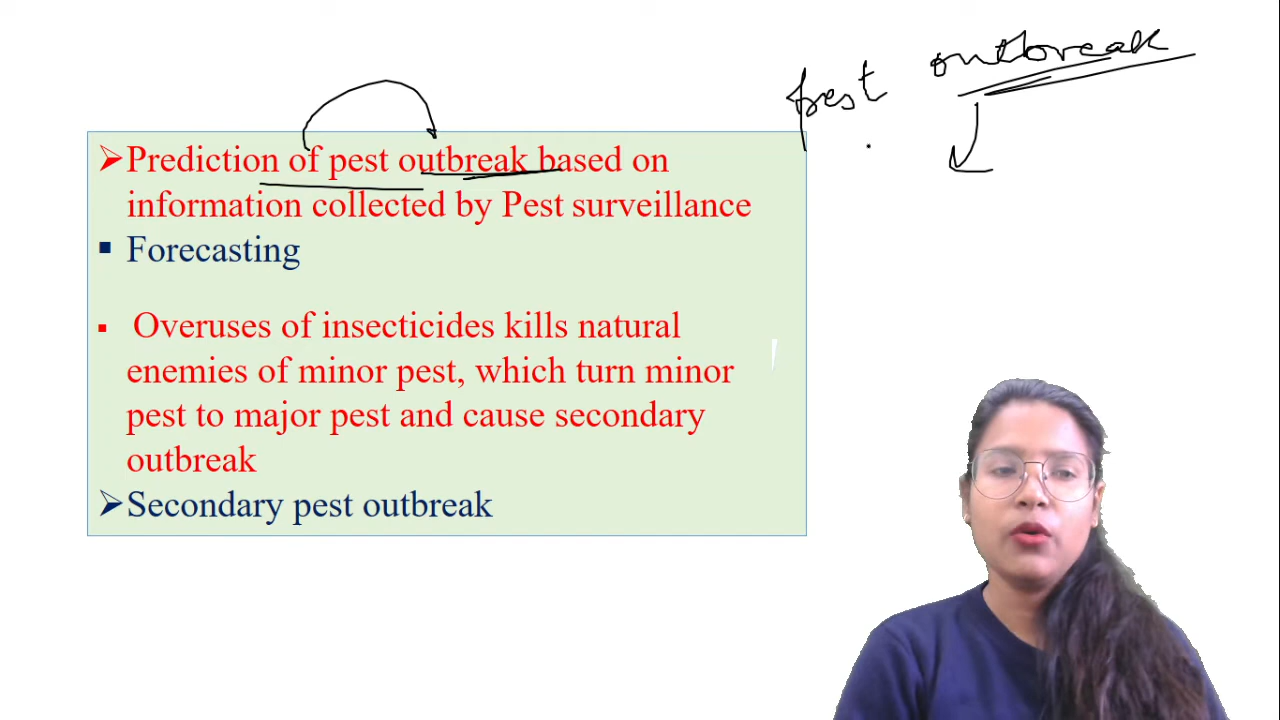 pest outbreak
➤Prediction of pest outbreak based on
information collected by Pest surveillance
▪ Forecasting
▪ Overuses of insecticides kills natural
enemies of minor pest, which turn minor
pest to major pest and cause secondary
outbreak
➤Secondary pest outbreak